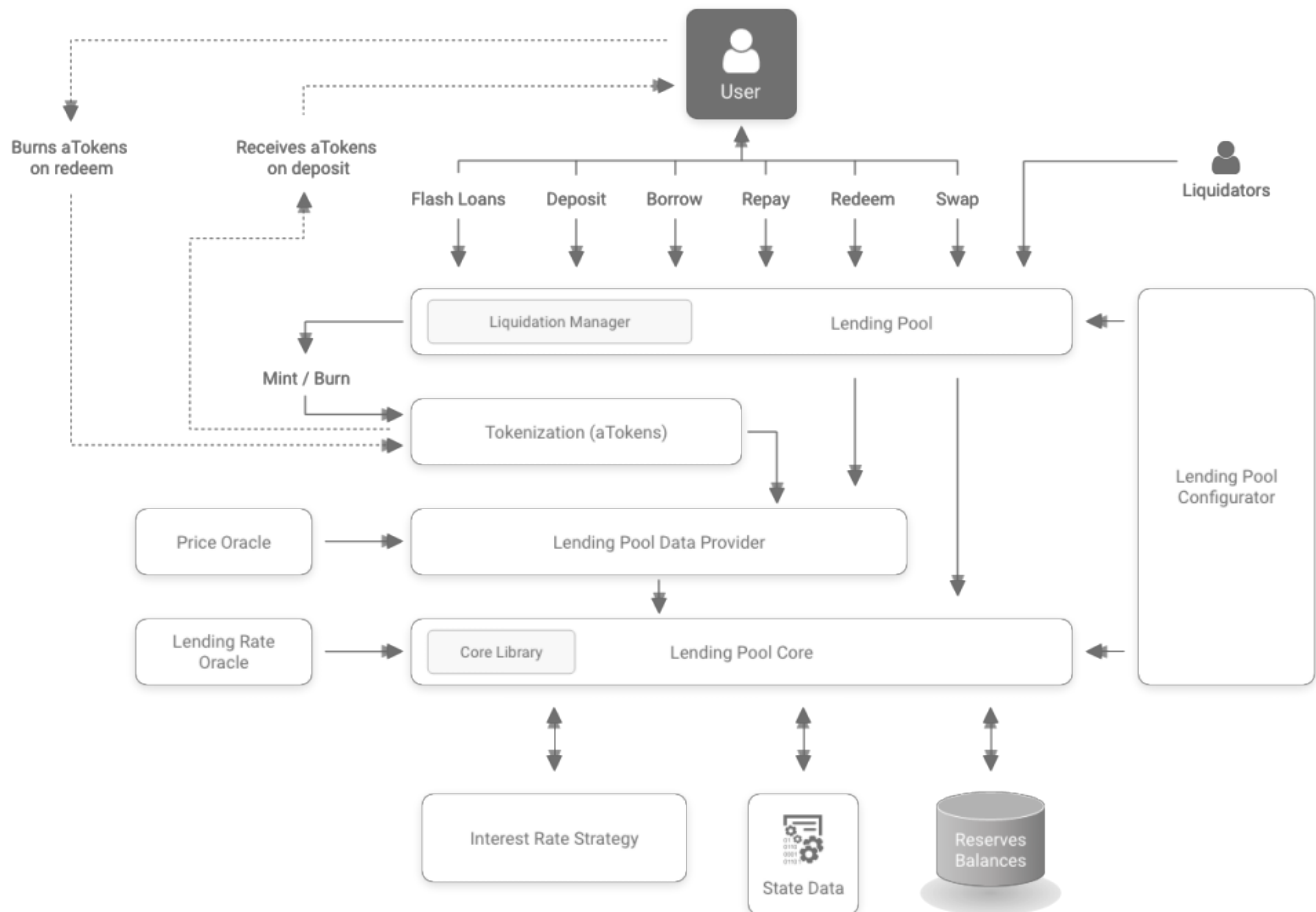 User
Burns aTokens
on redeem
Receives aTokens
on deposit
Flash Loans
Deposit
Borrow
Repay
Redeem
Swap
Liquidators
Liquidation Manager
Lending Pool
Mint / Burn
Tokenization (aTokens)
Lending Pool
Configurator
Price Oracle
Lending Pool Data Provider
Lending Rate
Oracle
Core Library
Lending Pool Core
Interest Rate Strategy
State Data
Reserves
Balances